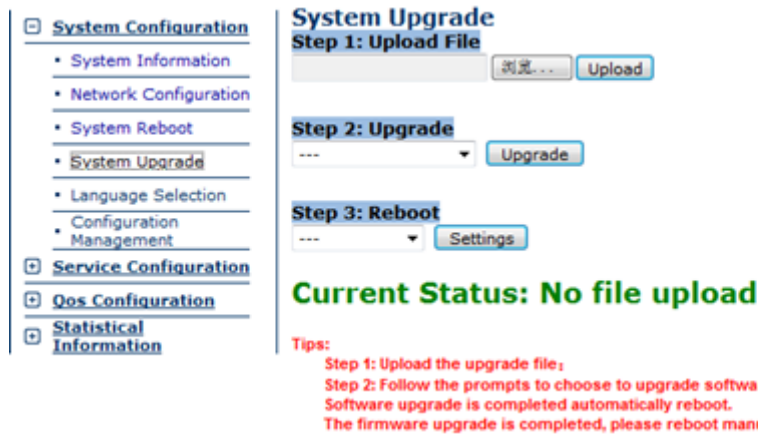 System Configuration
System Information
Network Configuration
System Reboot
System Upgrade
Language Selection
Configuration
Management
Service Configuration
Qos Configuration
Statistical
Information
System Upgrade
Step 1: Upload File
浏览... Upload
Step 2: Upgrade
--- Upgrade
Step 3: Reboot
--- Settings
Current Status: No file upload
Tips:
Step 1: Upload the upgrade file;
Step 2: Follow the prompts to choose to upgrade softwa
Software upgrade is completed automatically reboot.
The firmware upgrade is completed, please reboot manu